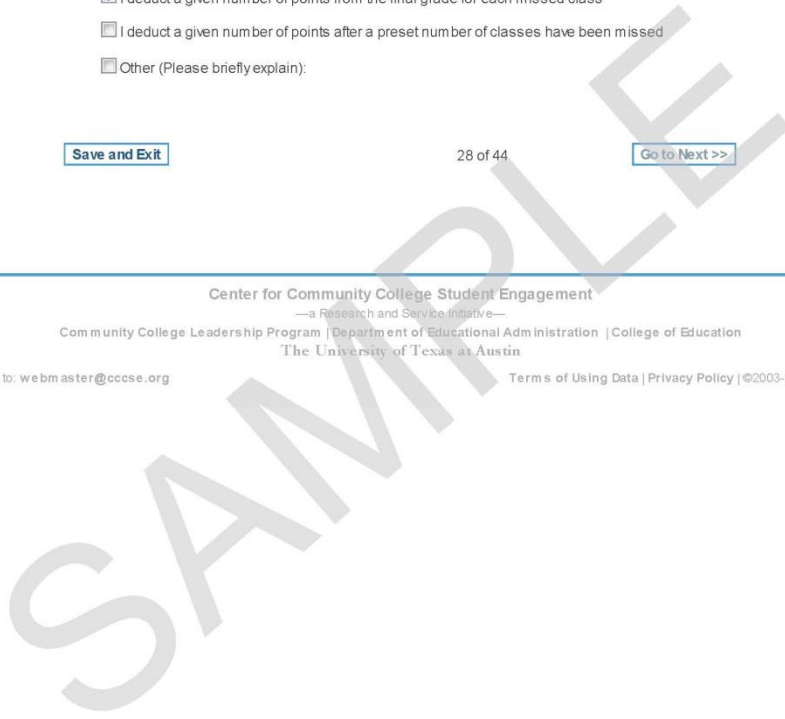 I deduct a given number of points from the final grade for each missed class
I deduct a given number of points after a preset number of classes have been missed
Other (Please briefly explain):
Save and Exit 28 of 44 Go to Next >>
Center for Community College Student Engagement
—a Research and Service Initiative—
Community College Leadership Program | Department of Educational Administration | College of Education
The University of Texas at Austin
to: webmaster@cccse.org Terms of Using Data | Privacy Policy | ©2003-
SAMPLE